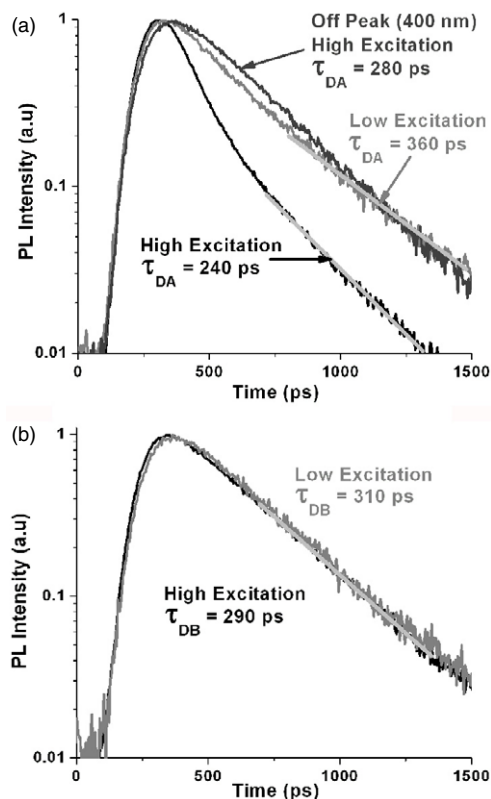 (a)
1
0.1
0.01
PL Intensity (a.u)
Off Peak (400 nm)
High Excitation
τDA = 280 ps
Low Excitation
τDA = 360 ps
High Excitation
τDA = 240 ps
0 500 1000 1500
Time (ps)
(b)
1
0.1
0.01
PL Intensity (a.u)
Low Excitation
τDB = 310 ps
High Excitation
τDB = 290 ps
0 500 1000 1500
Time (ps)